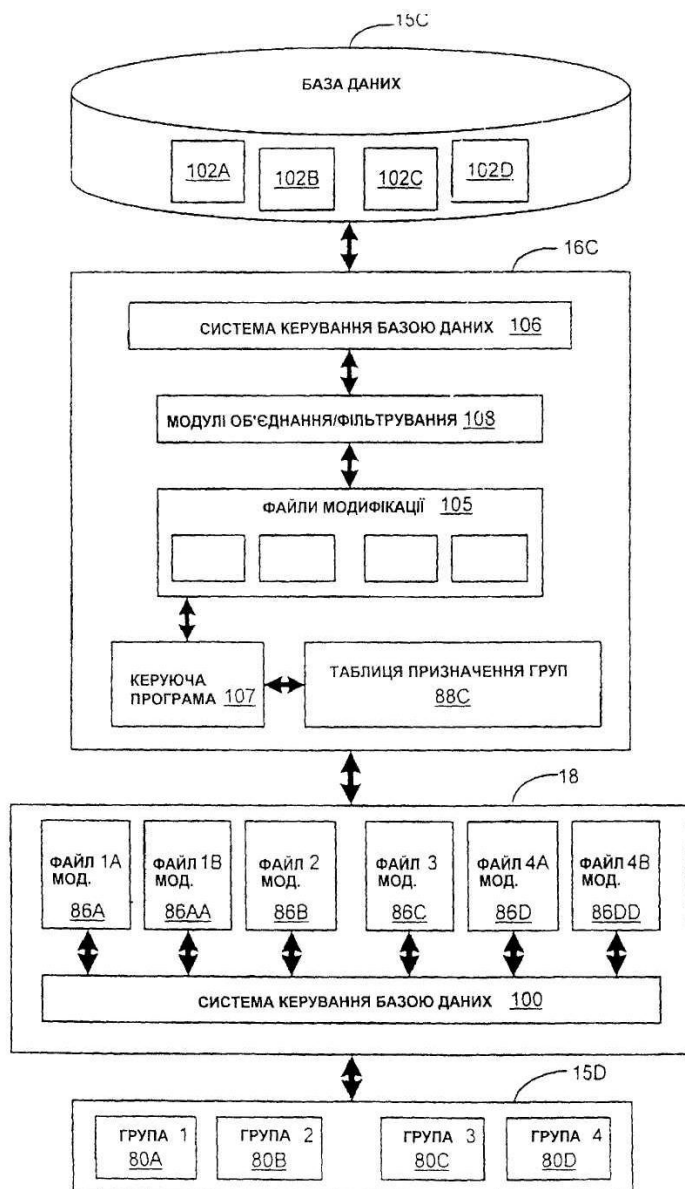 15C
БАЗА ДАНИХ
102A 102B 102C 102D
16C
СИСТЕМА КЕРУВАННЯ БАЗОЮ ДАНИХ 106
МОДУЛІ ОБ'ЄДНАННЯ/ФІЛЬТРУВАННЯ 108
ФАЙЛИ МОДИФІКАЦІЇ 105
КЕРУЮЧА
ПРОГРАМА 107
ТАБЛИЦЯ ПРИЗНАЧЕННЯ ГРУП
88C
18
ФАЙЛ 1A
МОД.
86A
ФАЙЛ 1B
МОД.
86AA
ФАЙЛ 2
МОД.
86B
ФАЙЛ 3
МОД.
86C
ФАЙЛ 4A
МОД.
86D
ФАЙЛ 4B
МОД.
86DD
СИСТЕМА КЕРУВАННЯ БАЗОЮ ДАНИХ 100
15D
ГРУПА 1
80A
ГРУПА 2
80B
ГРУПА 3
80C
ГРУПА 4
80D